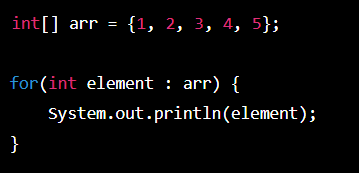 int[] arr = {1, 2, 3, 4, 5};
for(int element : arr) {
    System.out.println(element);
}